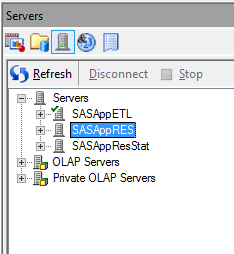 Servers
Refresh Disconnect Stop
Servers
SASAppETL
SASAppRES
SASAppResStat
OLAP Servers
Private OLAP Servers